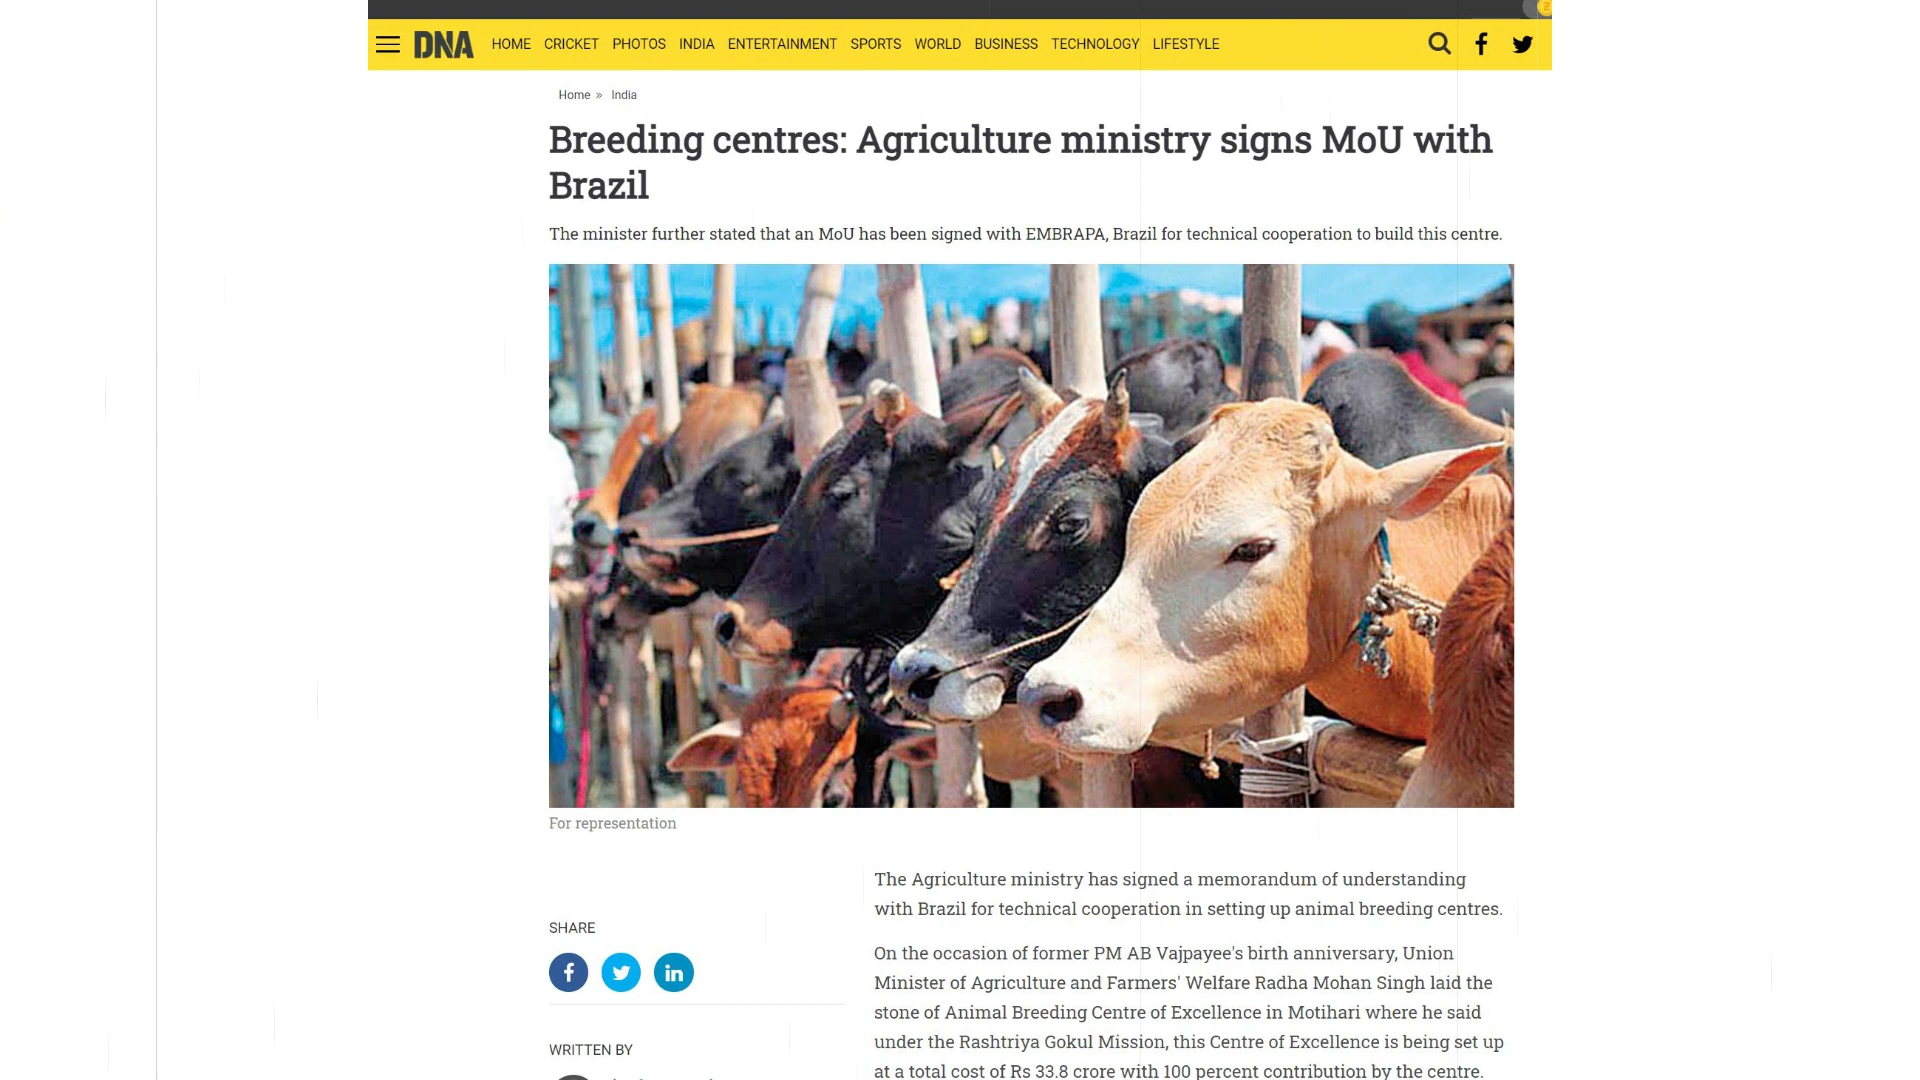 DNA HOME CRICKET PHOTOS INDIA ENTERTAINMENT SPORTS WORLD BUSINESS TECHNOLOGY LIFESTYLE
Home » India
Breeding centres: Agriculture ministry signs MoU with
Brazil
The minister further stated that an MoU has been signed with EMBRAPA, Brazil for technical cooperation to build this centre.
For representation
The Agriculture ministry has signed a memorandum of understanding
with Brazil for technical cooperation in setting up animal breeding centres.
SHARE
On the occasion of former PM AB Vajpayee's birth anniversary, Union
Minister of Agriculture and Farmers' Welfare Radha Mohan Singh laid the
stone of Animal Breeding Centre of Excellence in Motihari where he said
under the Rashtriya Gokul Mission, this Centre of Excellence is being set up
at a total cost of Rs 33.8 crore with 100 percent contribution by the centre.
WRITTEN BY